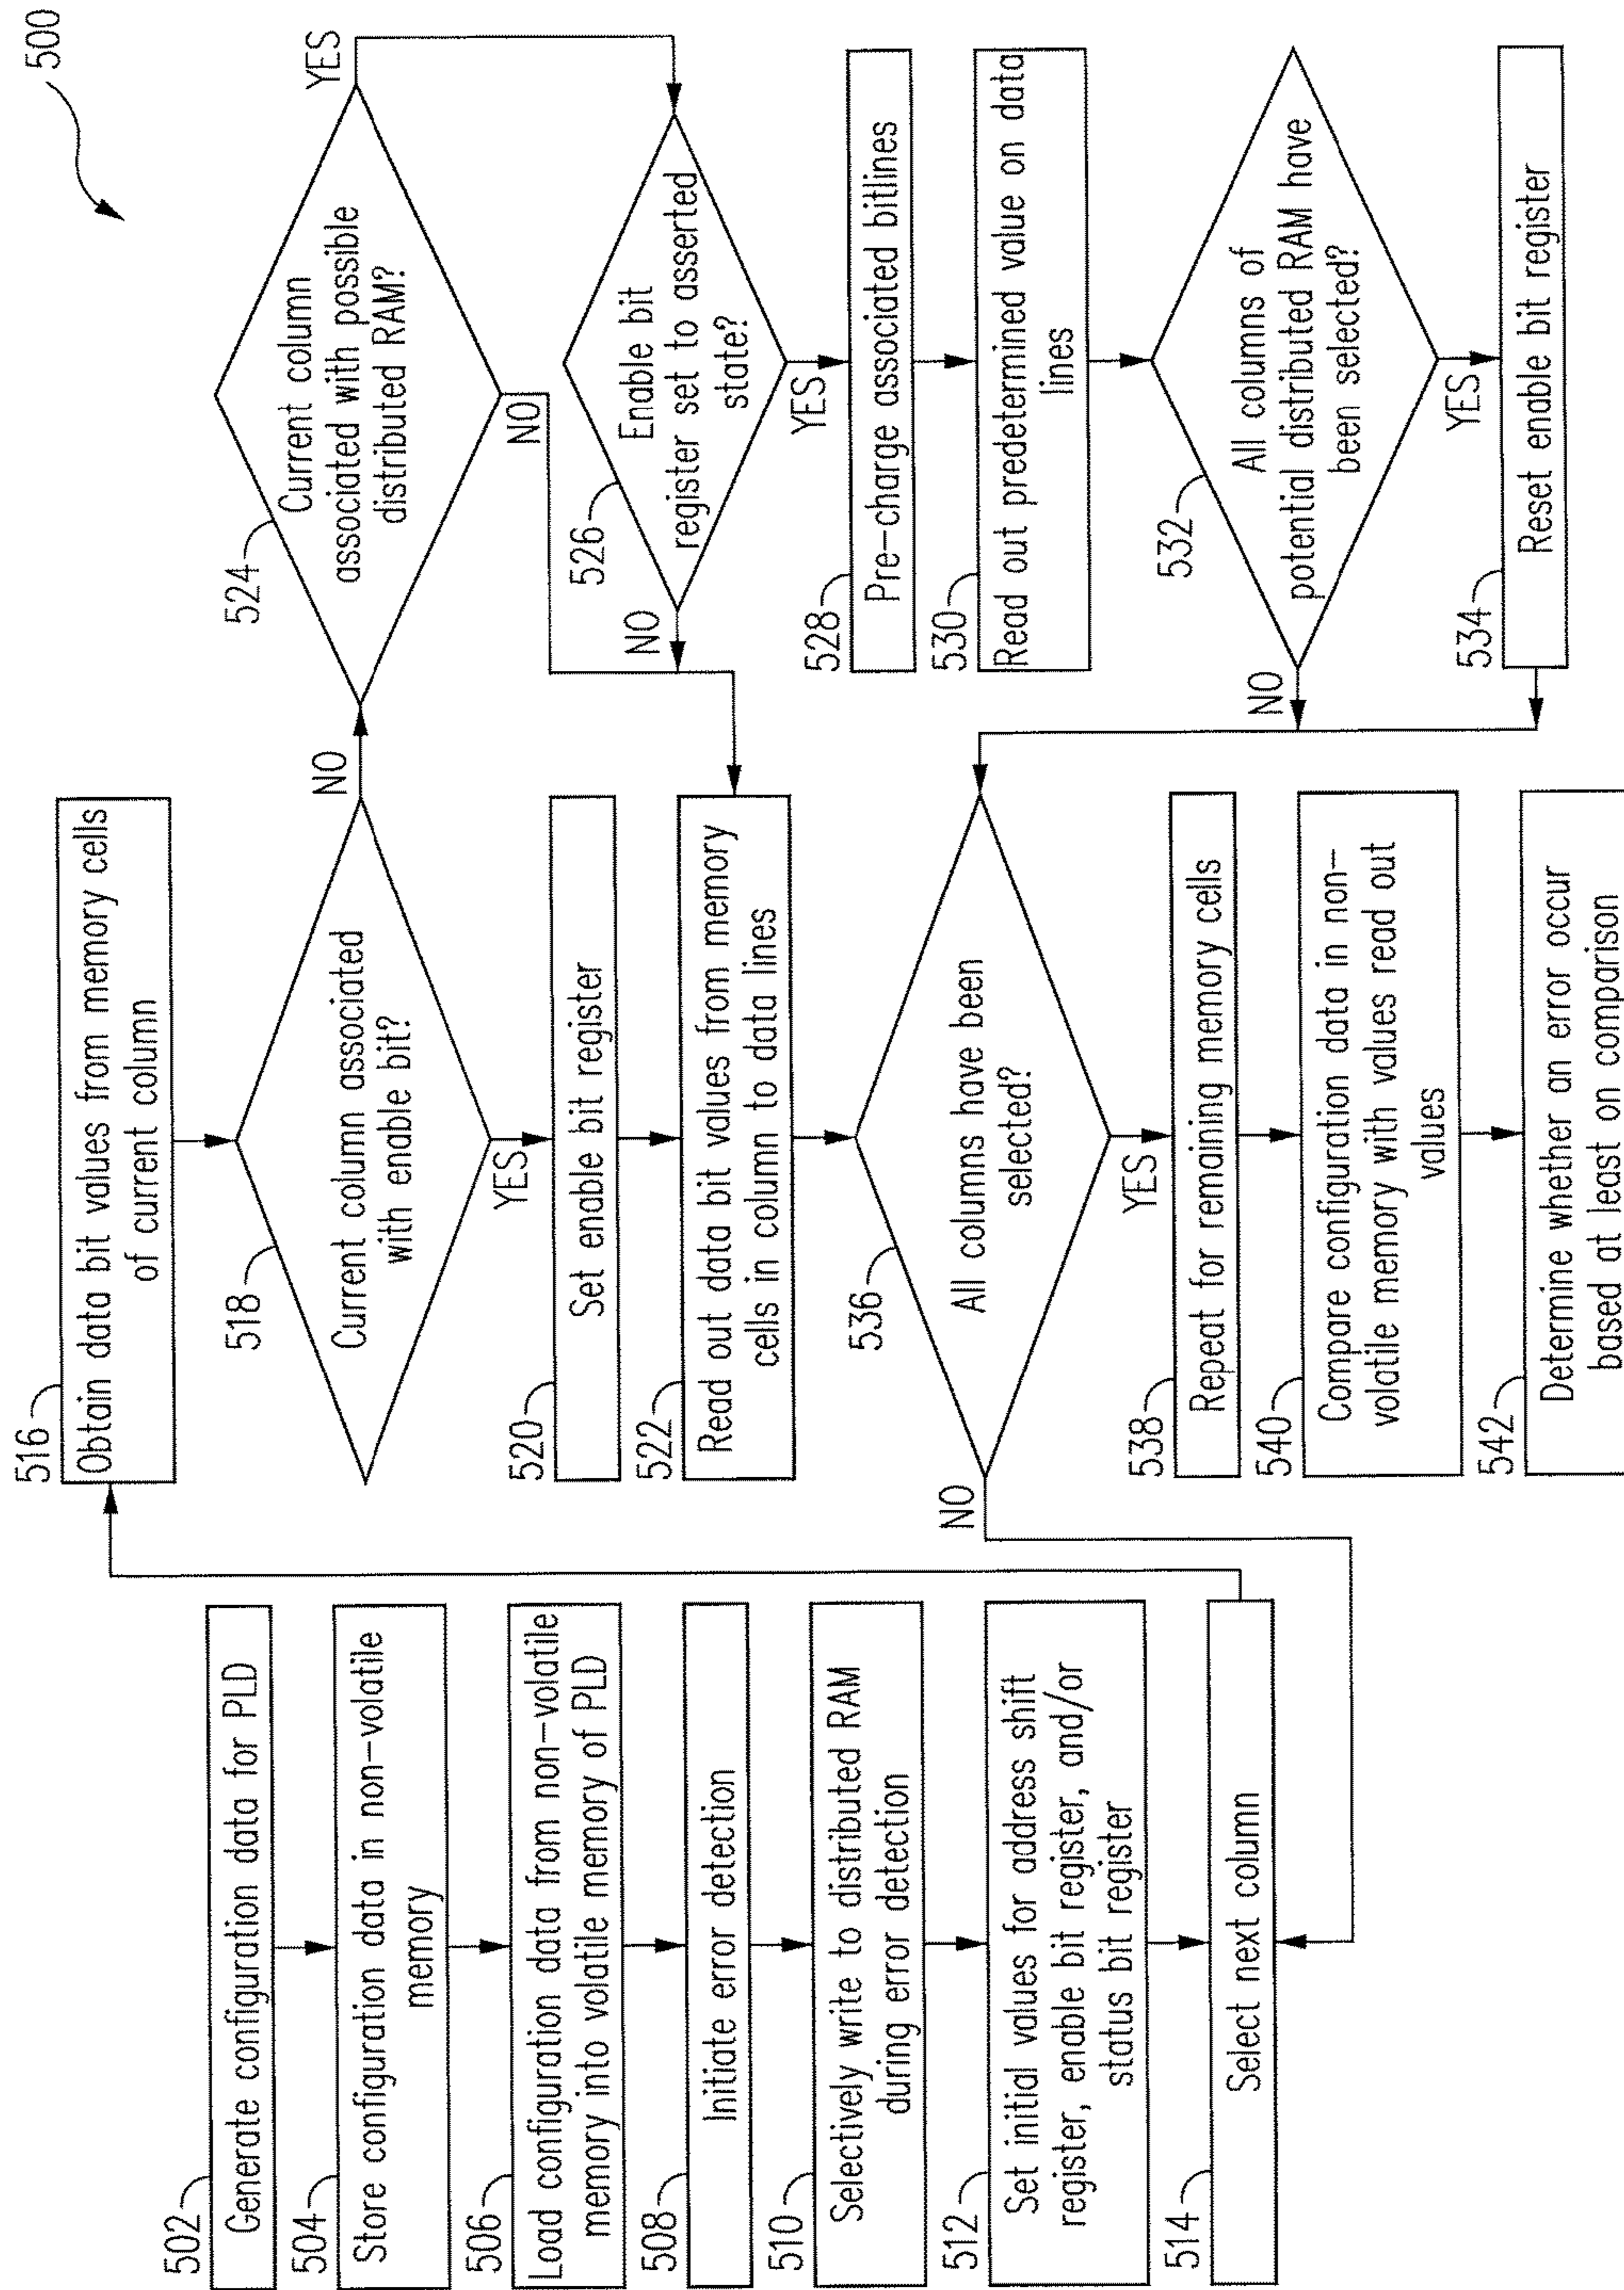 500
502
Generate configuration data for PLD
504
Store configuration data in non-volatile
memory
506
Load configuration data from non-volatile
memory into volatile memory of PLD
508
Initiate error detection
510
Selectively write to distributed RAM
during error detection
512
Set initial values for address shift
register, enable bit register, and/or
status bit register
514
Select next column
516
Obtain data bit values from memory cells
of current column
518
Current column associated
with enable bit?
NO
YES
520
Set enable bit register
522
Read out data bit values from memory
cells in column to data lines
524
Current column
associated with possible
distributed RAM?
YES
NO
526
Enable bit
register set to asserted
state?
NO
YES
528
Pre-charge associated bitlines
530
Read out predetermined value on data
lines
532
All columns of
potential distributed RAM have
been selected?
NO
YES
534
Reset enable bit register
536
All columns have been
selected?
NO
YES
538
Repeat for remaining memory cells
540
Compare configuration data in non-
volatile memory with values read out
values
542
Determine whether an error occur
based at least on comparison